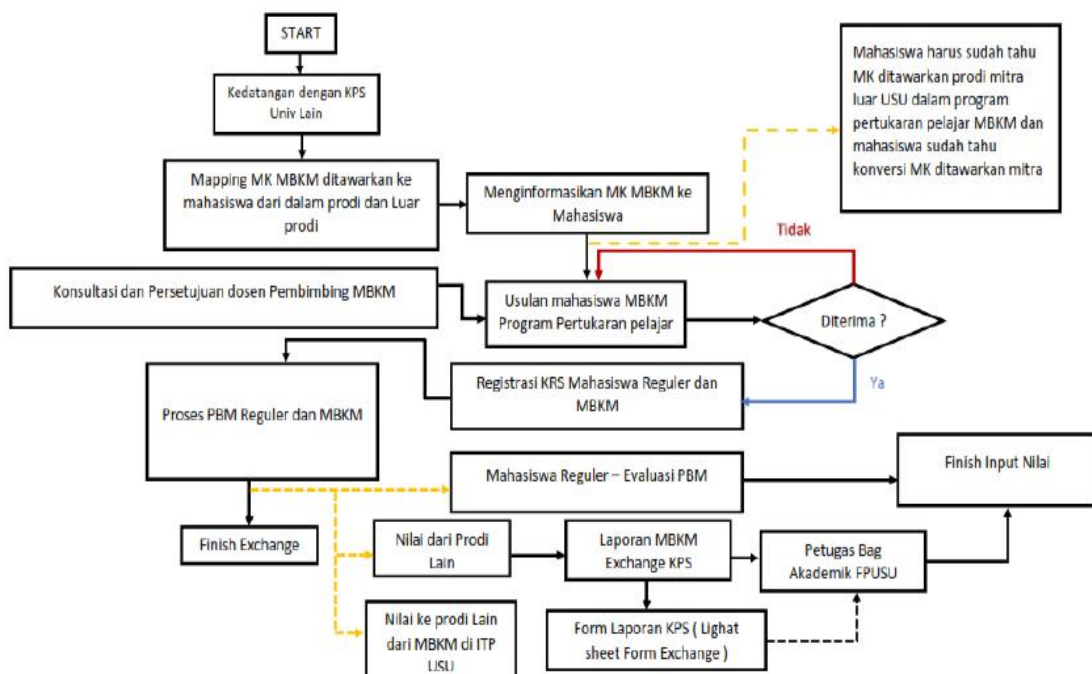 START
Kedatangan dengan KPS
Univ Lain
Mapping MK MBKM ditawarkan ke
mahasiswa dari dalam prodi dan Luar
prodi
Menginformasikan MK MBKM ke
Mahasiswa
Mahasiswa harus sudah tahu
MK ditawarkan prodi mitra
luar USU dalam program
pertukaran pelajar MBKM dan
mahasiswa sudah tahu
konversi MK ditawarkan mitra
Tidak
Konsultasi dan Persetujuan dosen Pembimbing MBKM
Usulan mahasiswa MBKM
Program Pertukaran pelajar
Diterima ?
Ya
Registrasi KRS Mahasiswa Reguler dan
MBKM
Proses PBM Reguler dan MBKM
Mahasiswa Reguler – Evaluasi PBM
Finish Input Nilai
Finish Exchange
Nilai dari Prodi
Lain
Laporan MBKM
Exchange KPS
Petugas Bag
Akademik FPUSU
Nilai ke prodi Lain
dari MBKM di ITP
USU
Form Laporan KPS ( Lighat
sheet Form Exchange )